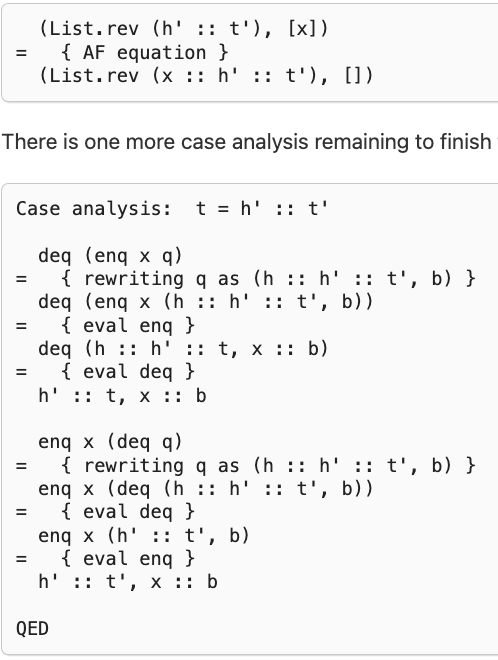 (List.rev (h' :: t'), [x])
= { AF equation }
(List.rev (x :: h' :: t'), [])
There is one more case analysis remaining to finish
Case analysis: t = h' :: t'
deq (enq x q)
= { rewriting q as (h :: h' :: t', b) }
deq (enq x (h :: h' :: t', b))
= { eval enq }
deq (h :: h' :: t, x :: b)
= { eval deq }
h' :: t, x :: b
enq x (deq q)
= { rewriting q as (h :: h' :: t', b) }
enq x (deq (h :: h' :: t', b))
= { eval deq }
enq x (h' :: t', b)
= { eval enq }
h' :: t', x :: b
QED